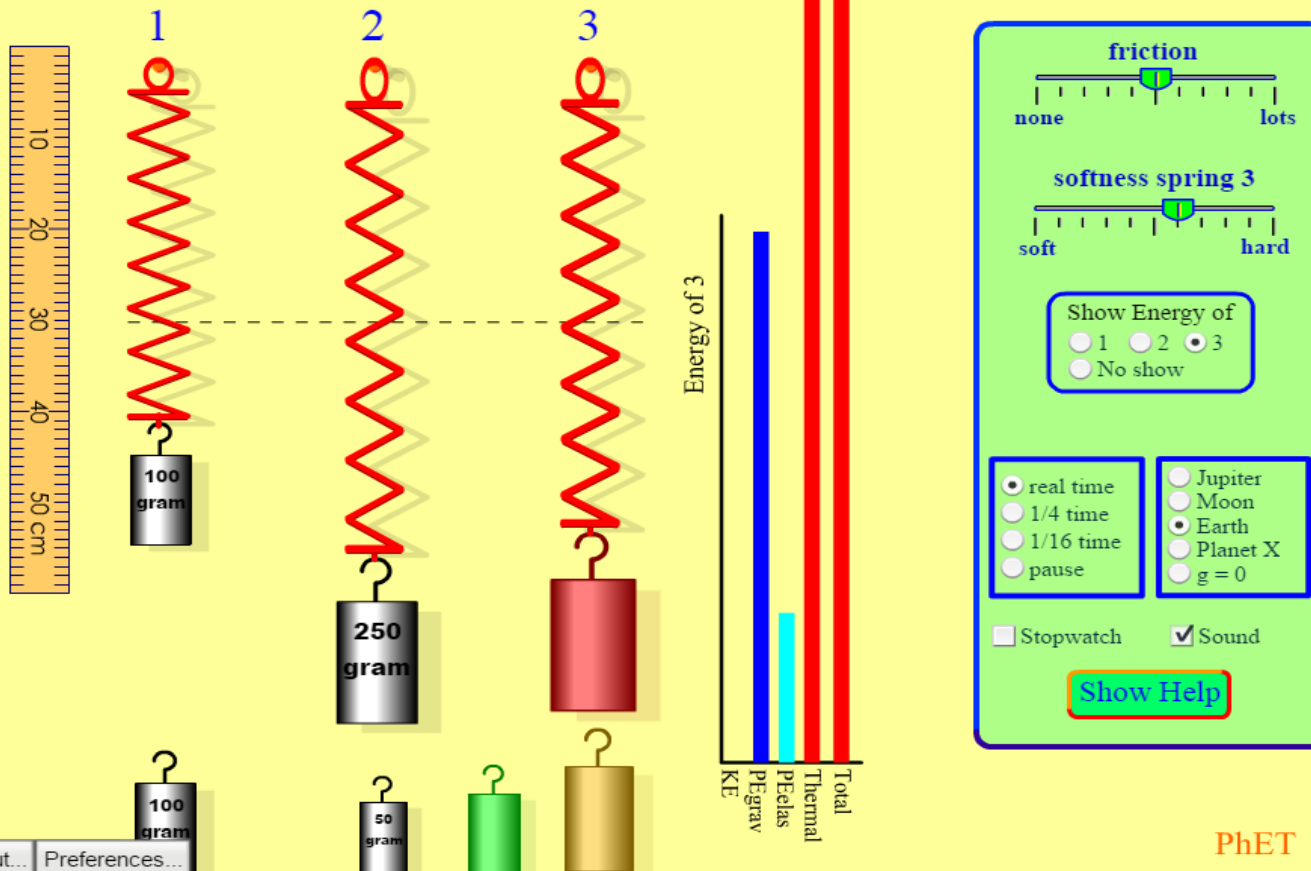 1
2
3
10
20
30
40
50 cm
100
gram
250
gram
100
gram
50
gram
Preferences...
Energy of 3
KE
PEgrav
PEelas
Thermal
Total
friction
none
lots
softness spring 3
soft
hard
Show Energy of
1 2 3
No show
real time
1/4 time
1/16 time
pause
Jupiter
Moon
Earth
Planet X
g = 0
Stopwatch
Sound
Show Help
PhET